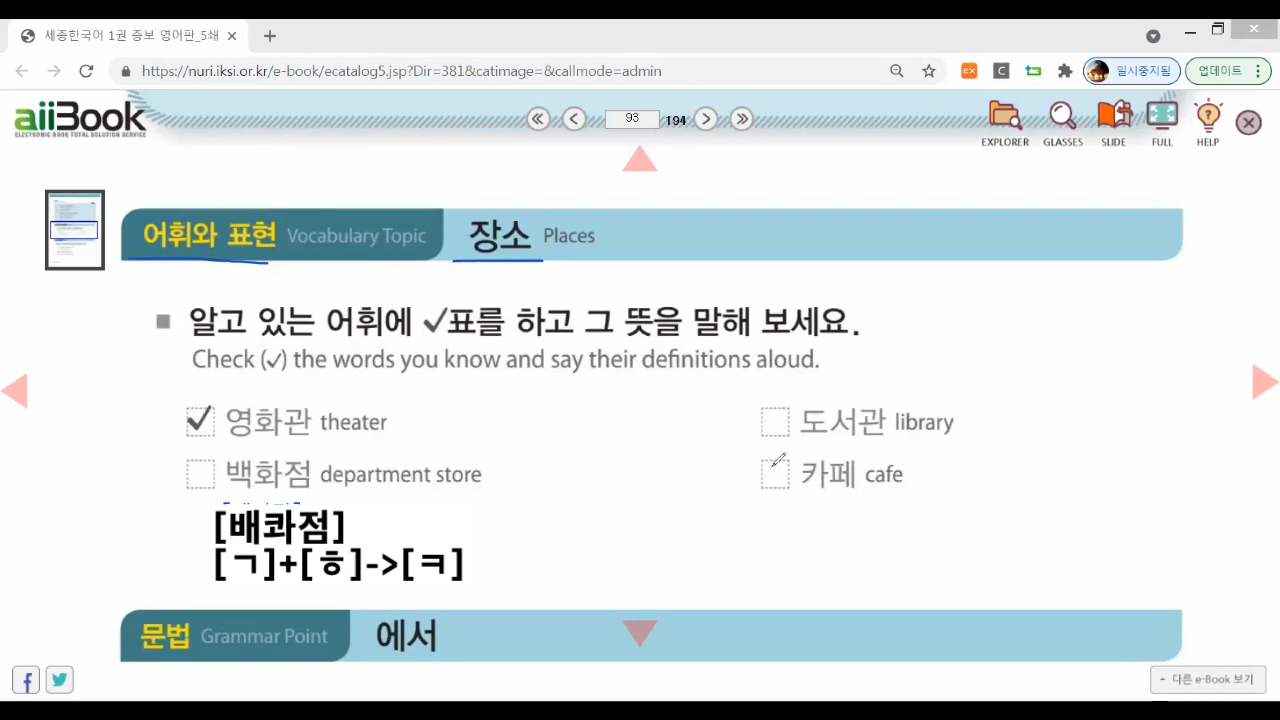 세종한국어 1권 증보 영어판_5쇄
https://nuri.iksi.or.kr/e-book/ecatalog5.jsp?Dir=381&catimage=&callmode=admin
EX
C
일시중지됨
업데이트
aiiBook
ELECTRONIC BOOK TOTAL SOLUTION SERVICE
93 194
EXPLORER GLASSES SLIDE FULL HELP
어휘와 표현 Vocabulary Topic 장소 Places
알고 있는 어휘에 ✓표를 하고 그 뜻을 말해 보세요.
Check (✓) the words you know and say their definitions aloud.
영화관 theater 도서관 library
백화점 department store 카페 cafe
[배콰점]
[ㄱ]+[ㅎ]->[ㅋ]
문법 Grammar Point 에서
다른 e-Book 보기